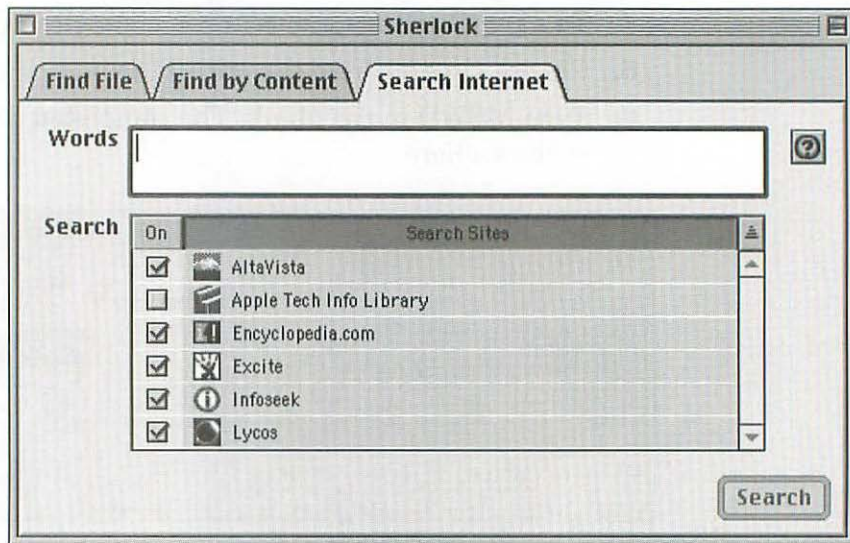 Sherlock
Find File Find by Content Search Internet
Words
Search On Search Sites
AltaVista
Apple Tech Info Library
Encyclopedia.com
Excite
Infoseek
Lycos
Search